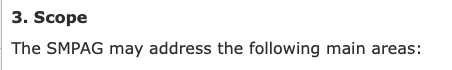 3. Scope
The SMPAG may address the following main areas: